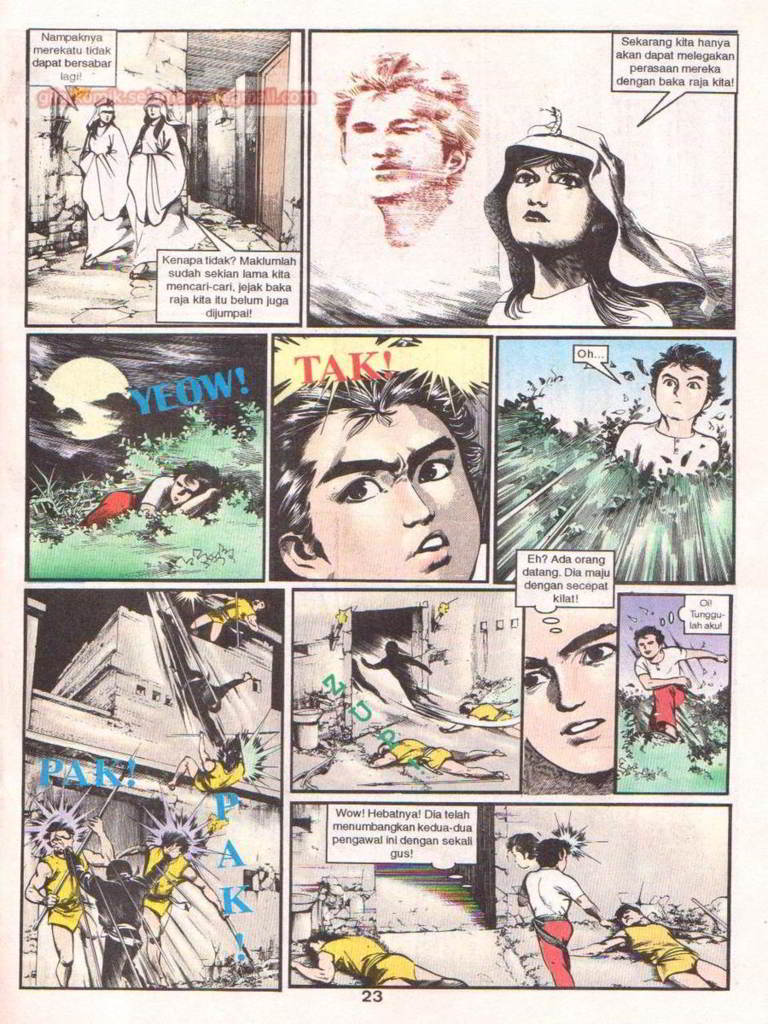 Nampaknya
merekatu tidak
dapat bersabar
lagi!
Kenapa tidak? Maklumlah
sudah sekian lama kita
mencari-cari, jejak baka
raja kita itu belum juga
dijumpai!
Sekarang kita hanya
akan dapat melegakan
perasaan mereka
dengan baka raja kita!
YEOW!
TAK!
Oh...
PAK!
PAK!
ZUP!
Eh? Ada orang
datang. Dia maju
dengan secepat
kilat!
Oi!
Tunggu-
lah aku!
Wow! Hebatnya! Dia telah
menumbangkan kedua-dua
pengawal ini dengan sekali
gus!
23